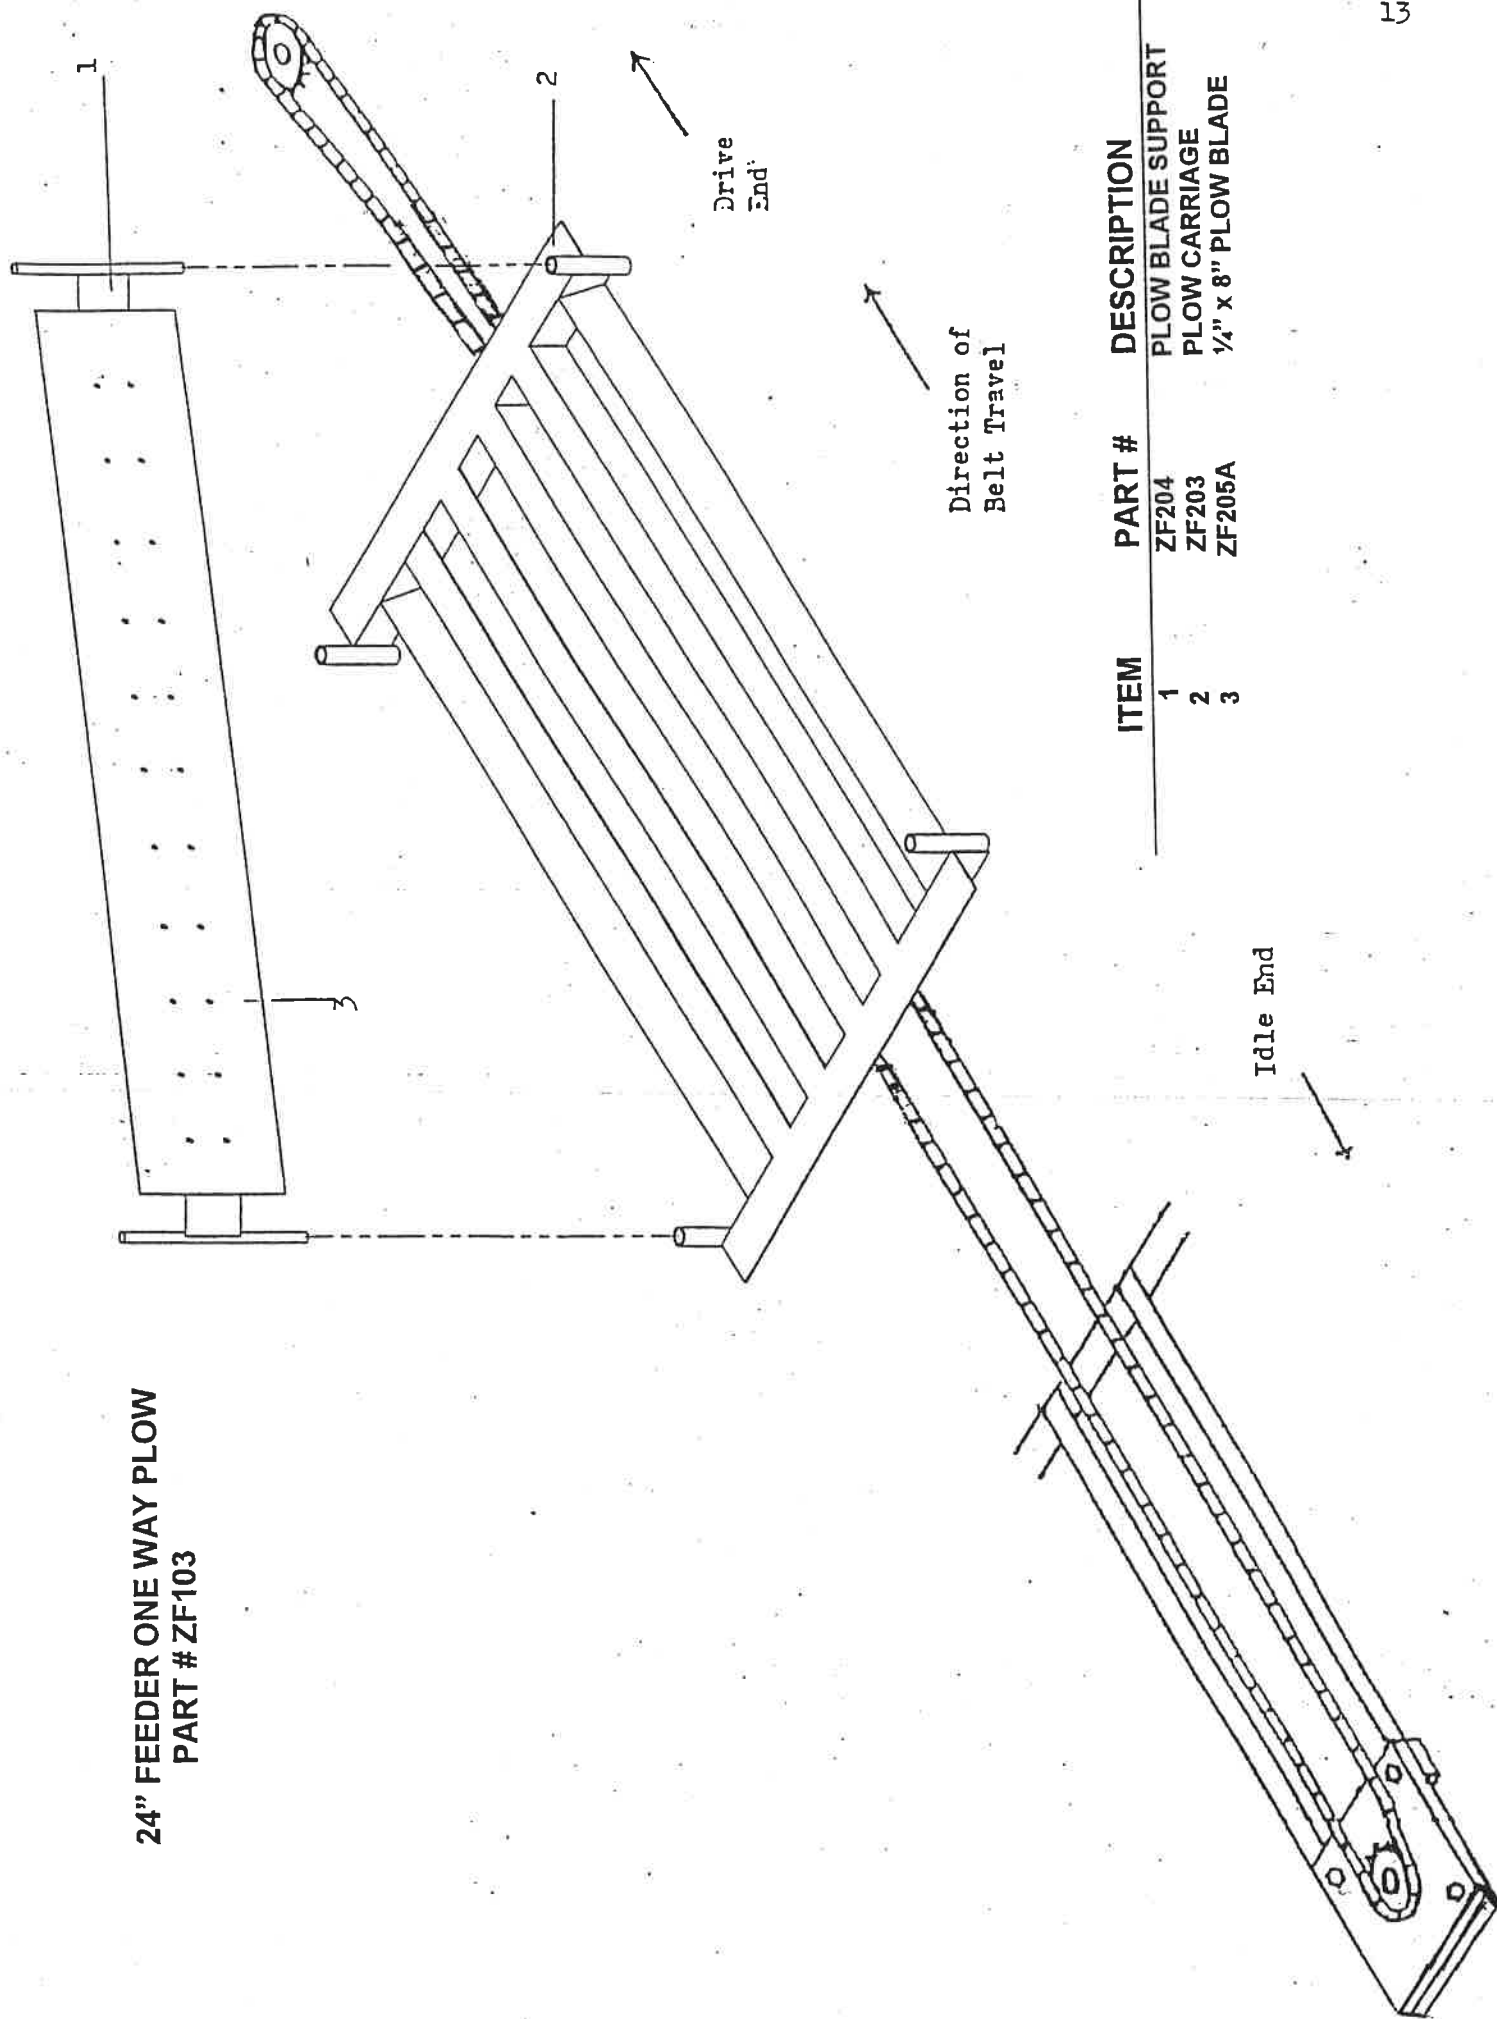 24” FEEDER ONE WAY PLOW
PART # ZF103
1
2
3
Drive
End
Direction of
Belt Travel
Idle End
ITEM PART # DESCRIPTION
1 ZF204 PLOW BLADE SUPPORT
2 ZF203 PLOW CARRIAGE
3 ZF205A ¼” x 8” PLOW BLADE
13